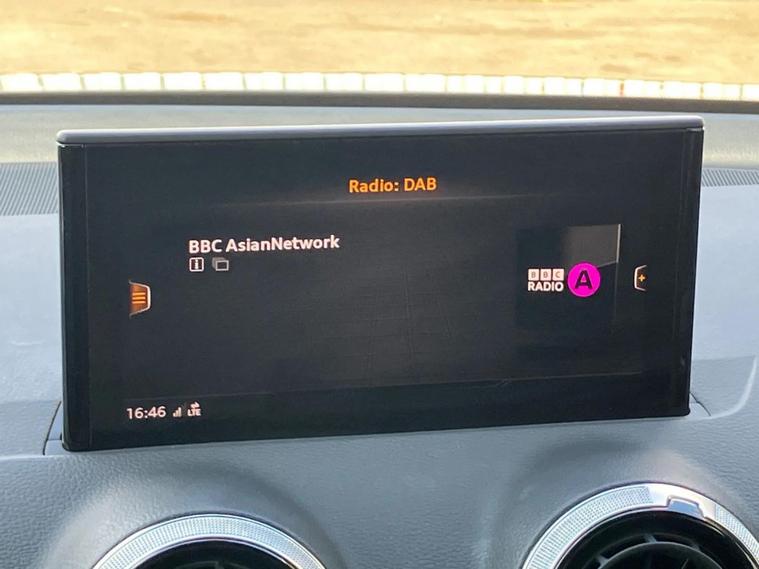 Radio: DAB
BBC AsianNetwork
BBC
RADIO A
16:46 LTE